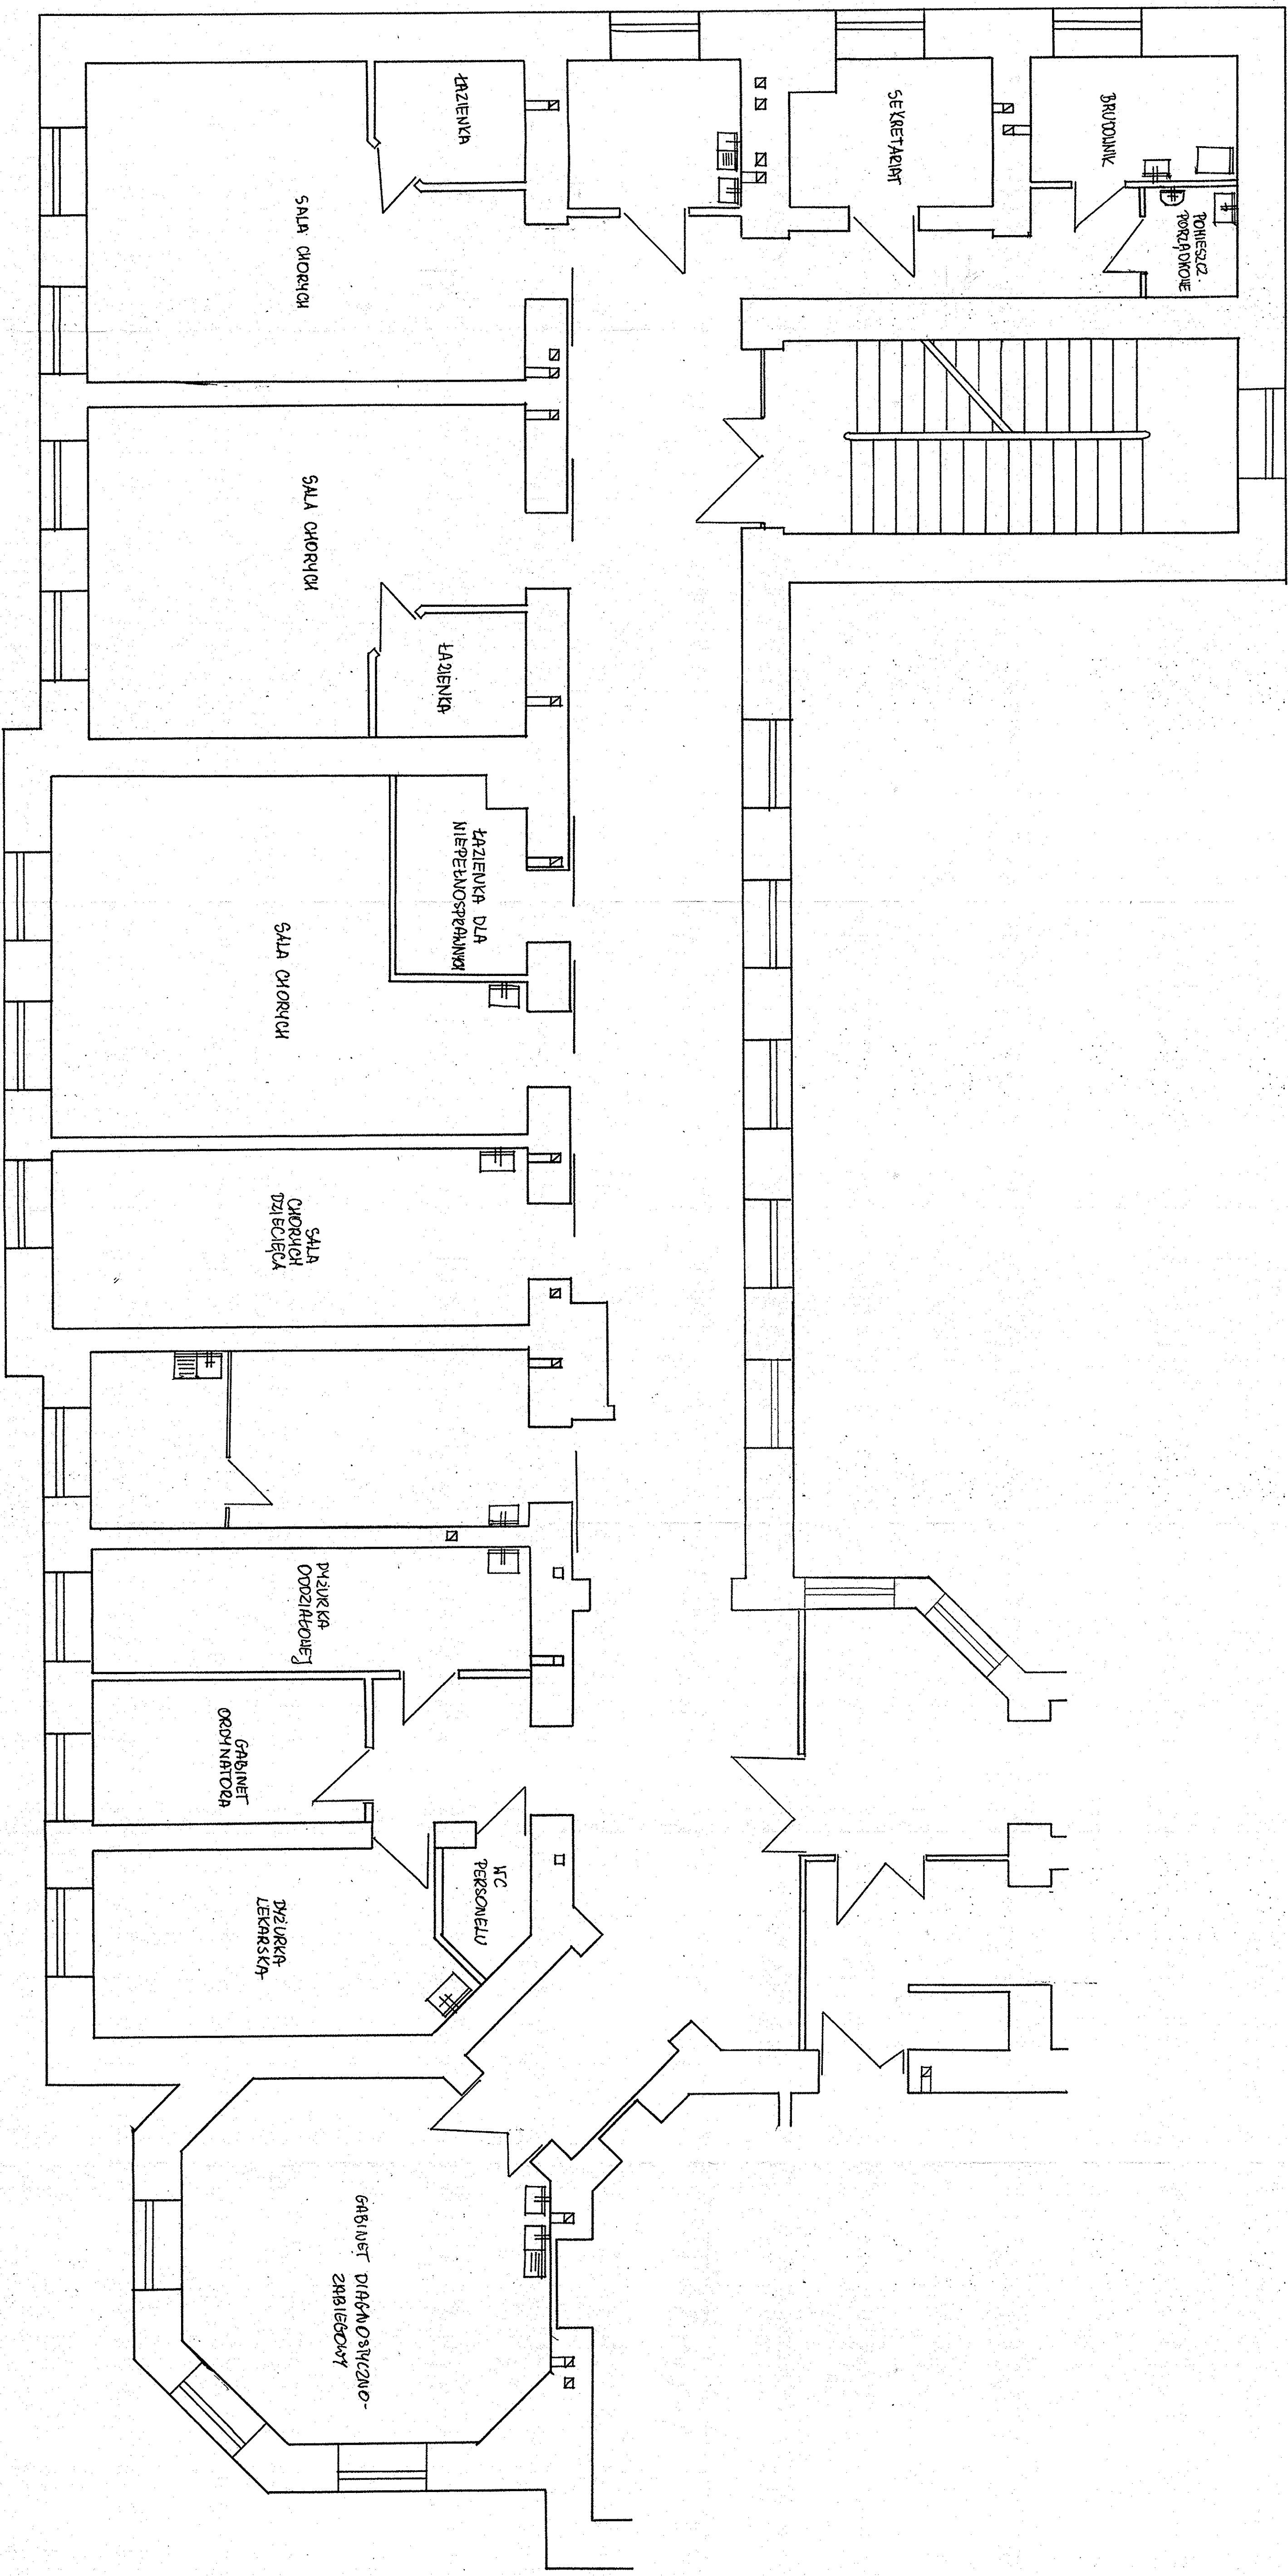 ŁAZIENKA
SALA CHORYCH
SEKRETARIAT
BRUDOWNIK
POMIESZCZ.
PORZĄDKOWE
SALA CHORYCH
ŁAZIENKA
ŁAZIENKA DLA
NIEPEŁNOSPRAWNYCH
SALA CHORYCH
SALA
CHORYCH
DZIECIĘCA
DYŻURKA
ODDZIAŁOWEJ
GABINET
ORDYNATORA
WC
PERSONELU
DYŻURKA
LEKARSKA
GABINET DIAGNOSTYCZNO-
ZABIEGOWY